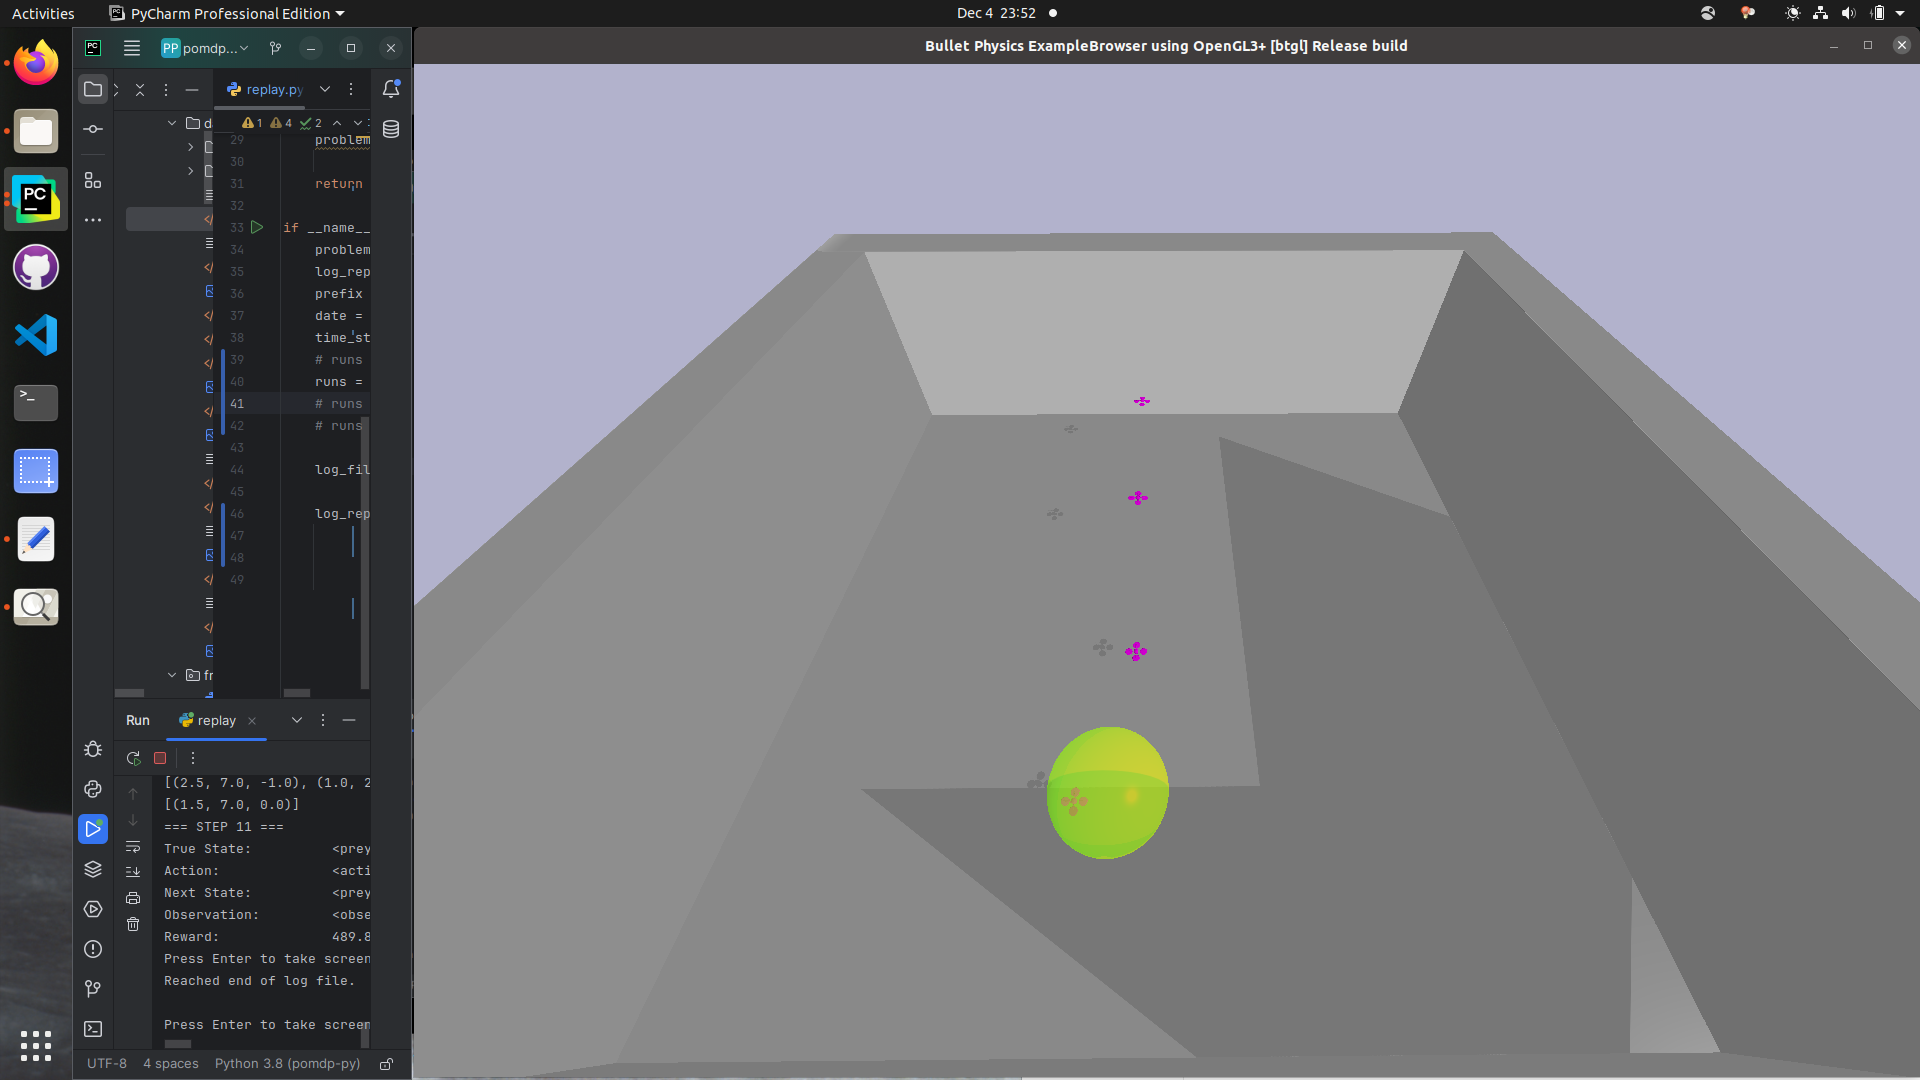 Activities
PyCharm Professional Edition
Dec 4 23:52
PC
PP pomdp...
Bullet Physics ExampleBrowser using OpenGL3+ [btgl] Release build
replay.py
1 4 2
29 problem
30
31 return
32
33 if __name__
34 problem
35 log_rep
36 prefix
37 date =
38 time_st
39 # runs
40 runs =
41 # runs
42 # runs
43
44 log_fil
45
46 log_rep
47
48
49
d
fr
PC
Run
replay
[(2.5, 7.0, -1.0), (1.0, 2
[(1.5, 7.0, 0.0)]
=== STEP 11 ===
True State: <prey
Action: <acti
Next State: <prey
Observation: <obse
Reward: 489.8
Press Enter to take screen
Reached end of log file.
Press Enter to take screen
UTF-8 4 spaces Python 3.8 (pomdp-py)